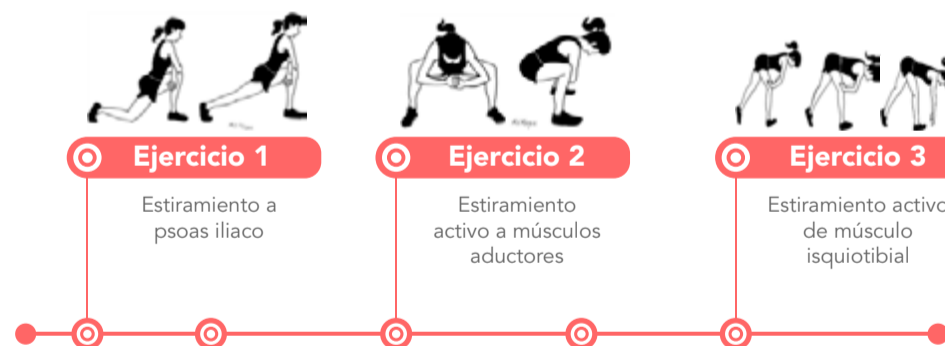 Ejercicio 1
Estiramiento a
psoas iliaco
Ejercicio 2
Estiramiento
activo a músculos
aductores
Ejercicio 3
Estiramiento activo
de músculo
isquiotibial